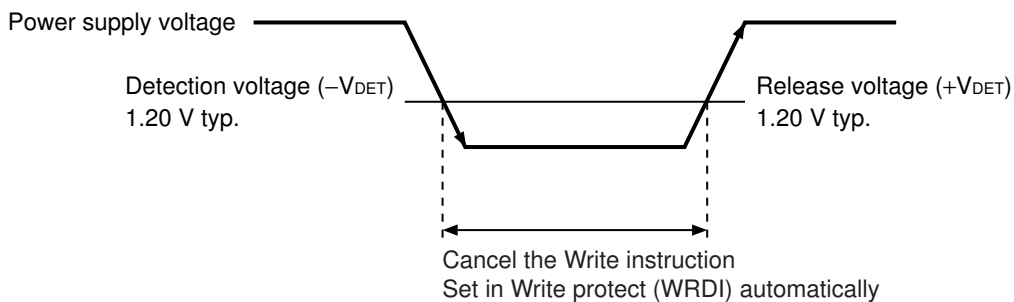 Power supply voltage
Detection voltage (−VDET)
1.20 V typ.
Release voltage (+VDET)
1.20 V typ.
Cancel the Write instruction
Set in Write protect (WRDI) automatically